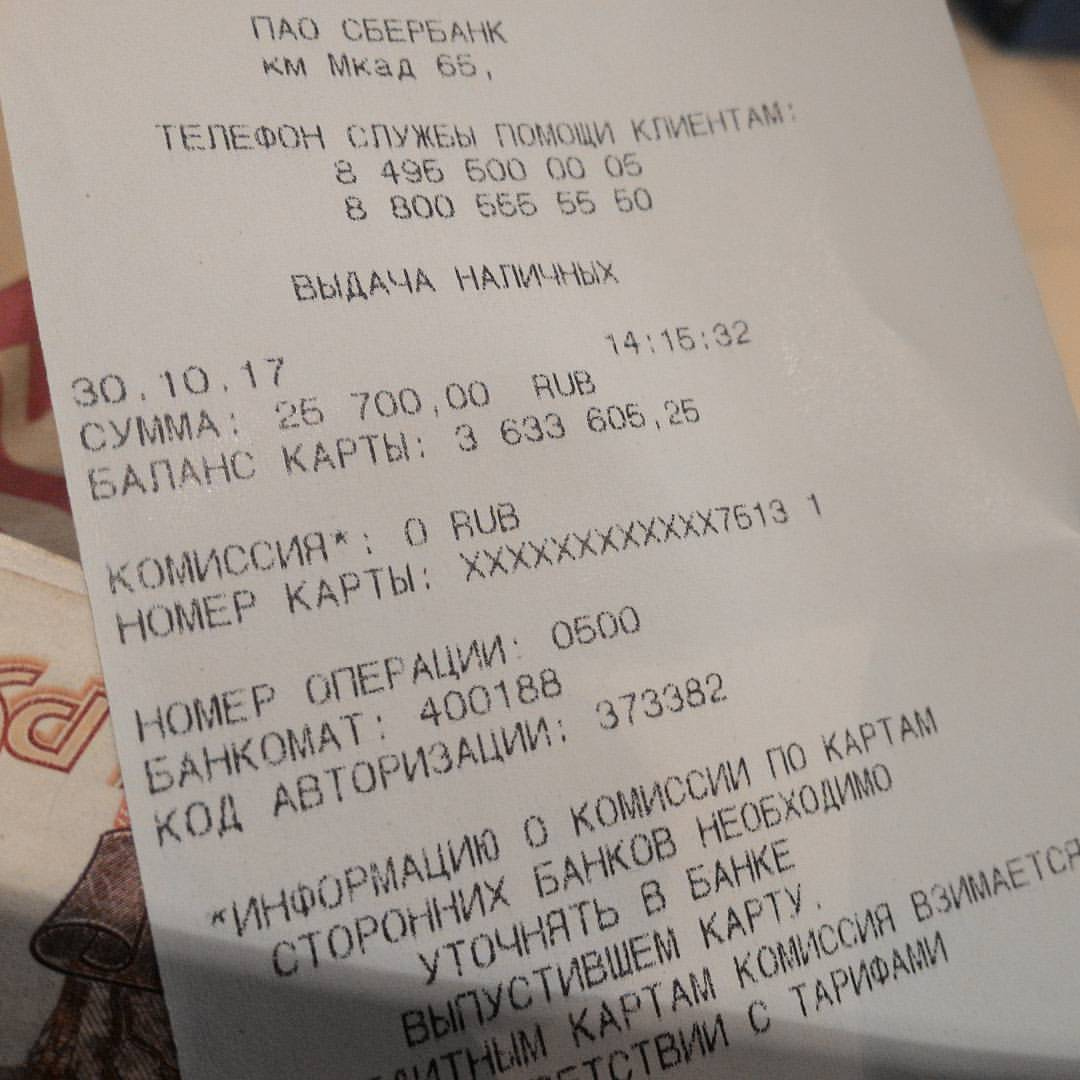 ПАО СБЕРБАНК
км Мкад 65,
ТЕЛЕФОН СЛУЖБЫ ПОМОЩИ КЛИЕНТАМ:
8 495 500 00 05
8 800 555 55 50
ВЫДАЧА НАЛИЧНЫХ
30.10.17 14:15:32
СУММА: 25 700,00 RUB
БАЛАНС КАРТЫ: 3 633 605,25
КОМИССИЯ*: 0 RUB
НОМЕР КАРТЫ: XXXXXXXXXXXX7513 1
НОМЕР ОПЕРАЦИИ: 0500
БАНКОМАТ: 400188
КОД АВТОРИЗАЦИИ: 373382
*ИНФОРМАЦИЮ О КОМИССИИ ПО КАРТАМ
СТОРОННИХ БАНКОВ НЕОБХОДИМО
УТОЧНЯТЬ В БАНКЕ
ВЫПУСТИВШЕМ КАРТУ.
ИТНЫМ КАРТАМ КОМИССИЯ ВЗИМАЕТСЯ
ЕТСТВИИ С ТАРИФАМИ